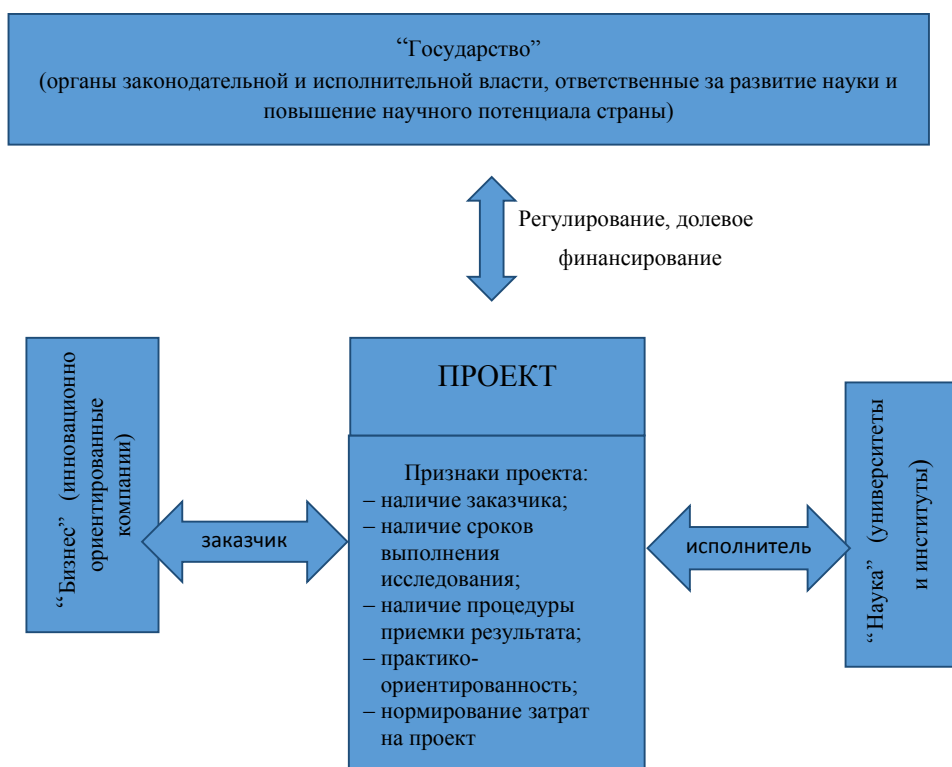 “Государство”
(органы законодательной и исполнительной власти, ответственные за развитие науки и
повышение научного потенциала страны)
Регулирование, долевое
финансирование
“Бизнес” (инновационно
ориентированные
компании)
заказчик
ПРОЕКТ
Признаки проекта:
– наличие заказчика;
– наличие сроков
выполнения
исследования;
– наличие процедуры
приемки результата;
– практико-
ориентированность;
– нормирование затрат
на проект
исполнитель
“Наука” (университеты
и институты)